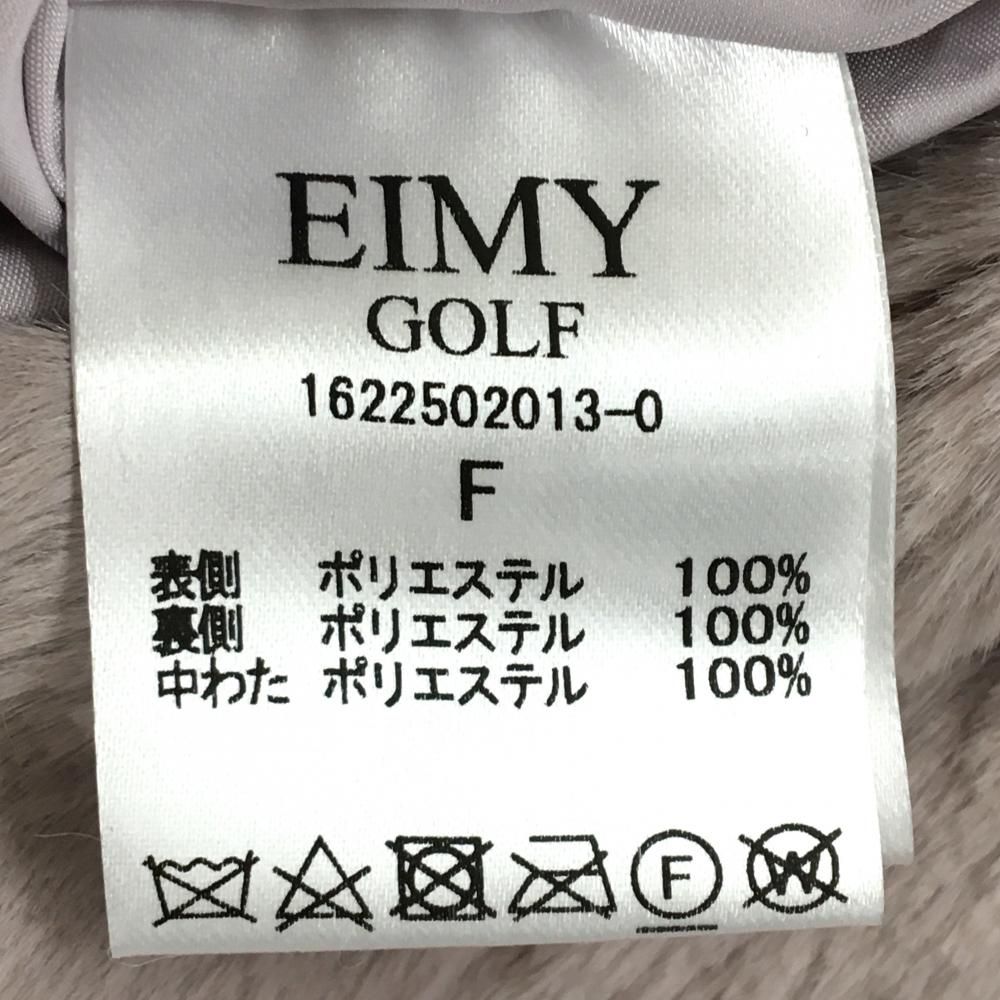 EIMY
GOLF
1622502013-0
F
表側 ポリエステル 100%
裏側 ポリエステル 100%
中わた ポリエステル 100%
F W